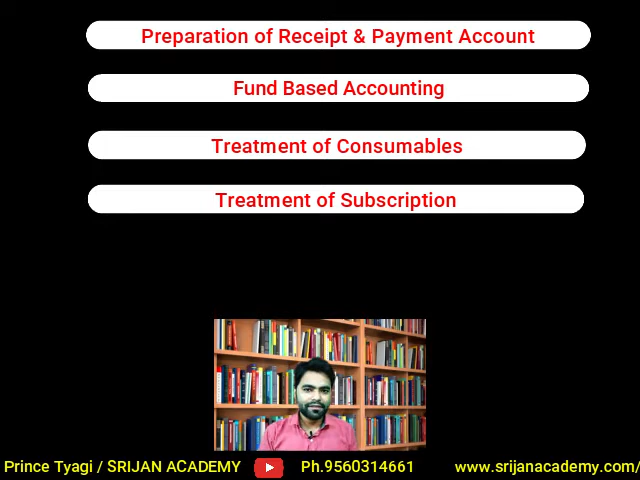 Preparation of Receipt & Payment Account
Fund Based Accounting
Treatment of Consumables
Treatment of Subscription
Prince Tyagi / SRIJAN ACADEMY Ph.9560314661 www.srijanacademy.com/